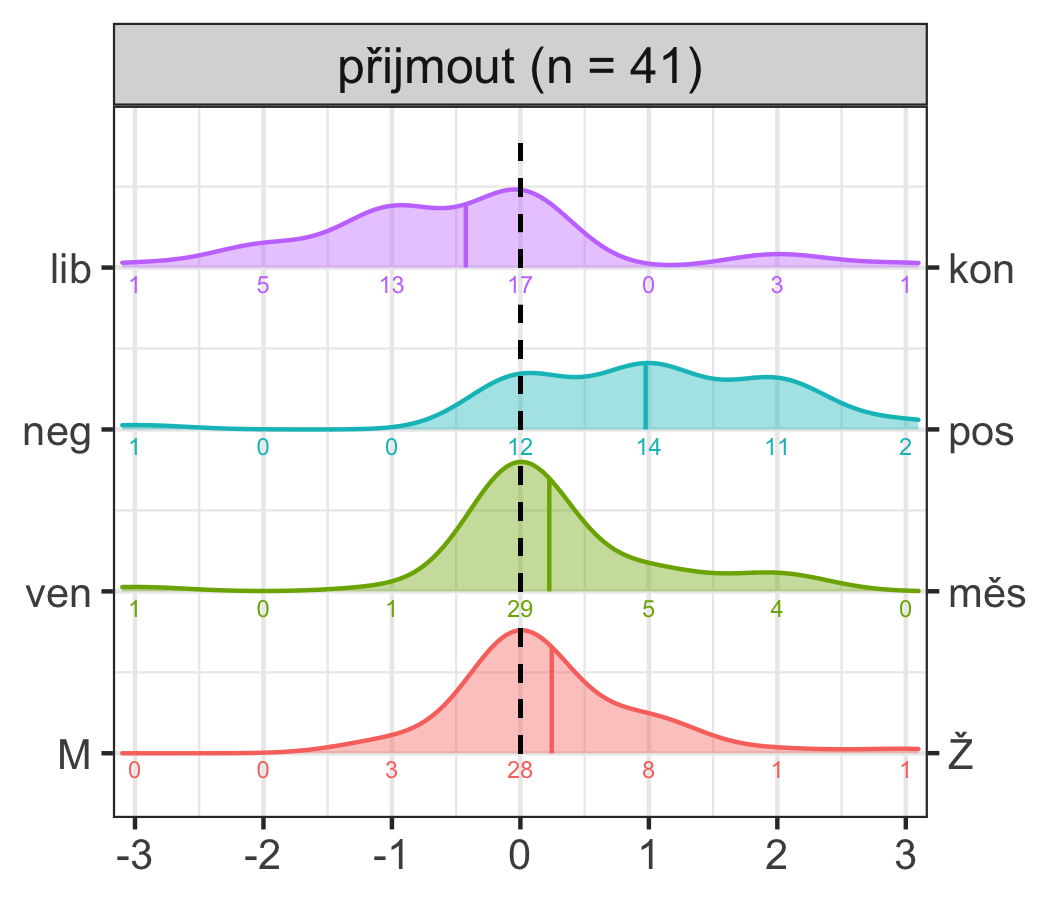 přijmout (n = 41)
lib kon
1 5 13 17 0 3 1
neg pos
1 0 0 12 14 11 2
ven měs
1 0 1 29 5 4 0
M Ž
0 0 3 28 8 1 1
-3 -2 -1 0 1 2 3